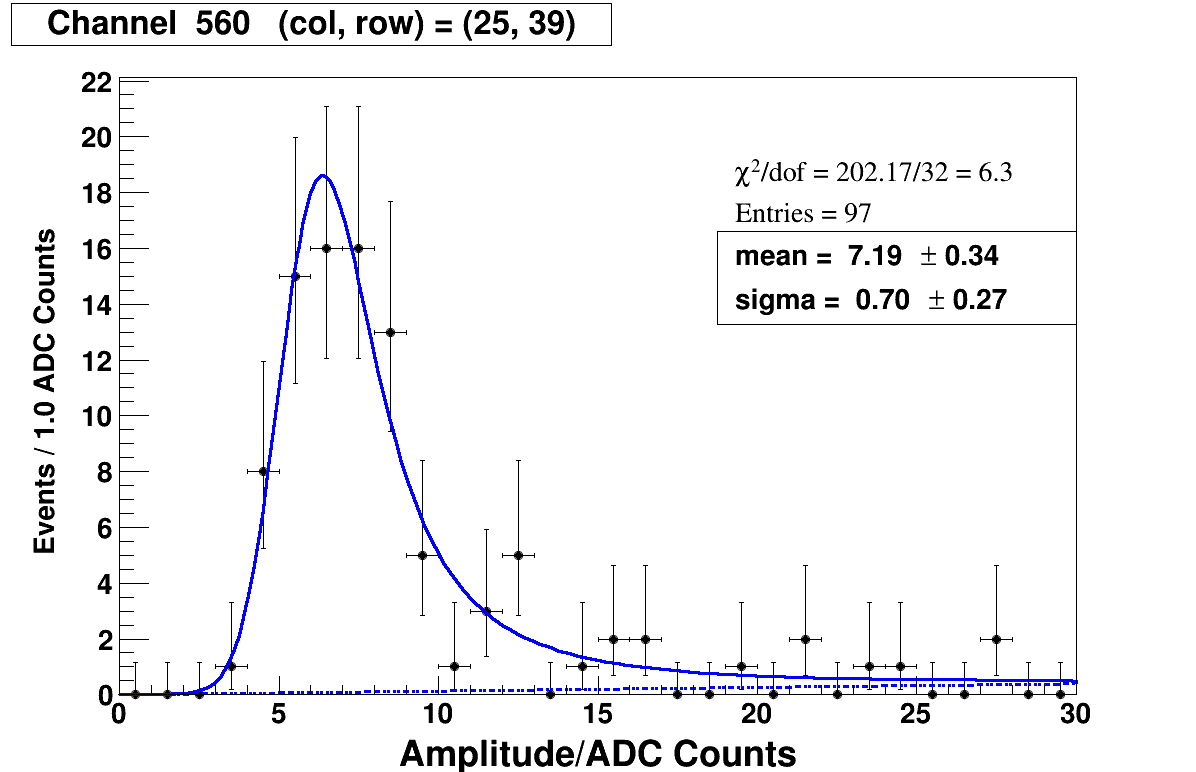 Channel 560 (col, row) = (25, 39)
22
20
18
16
14
12
10
8
6
4
2
0
Events / 1.0 ADC Counts
χ²/dof = 202.17/32 = 6.3
Entries = 97
mean = 7.19 ± 0.34
sigma = 0.70 ± 0.27
0 5 10 15 20 25 30
Amplitude/ADC Counts